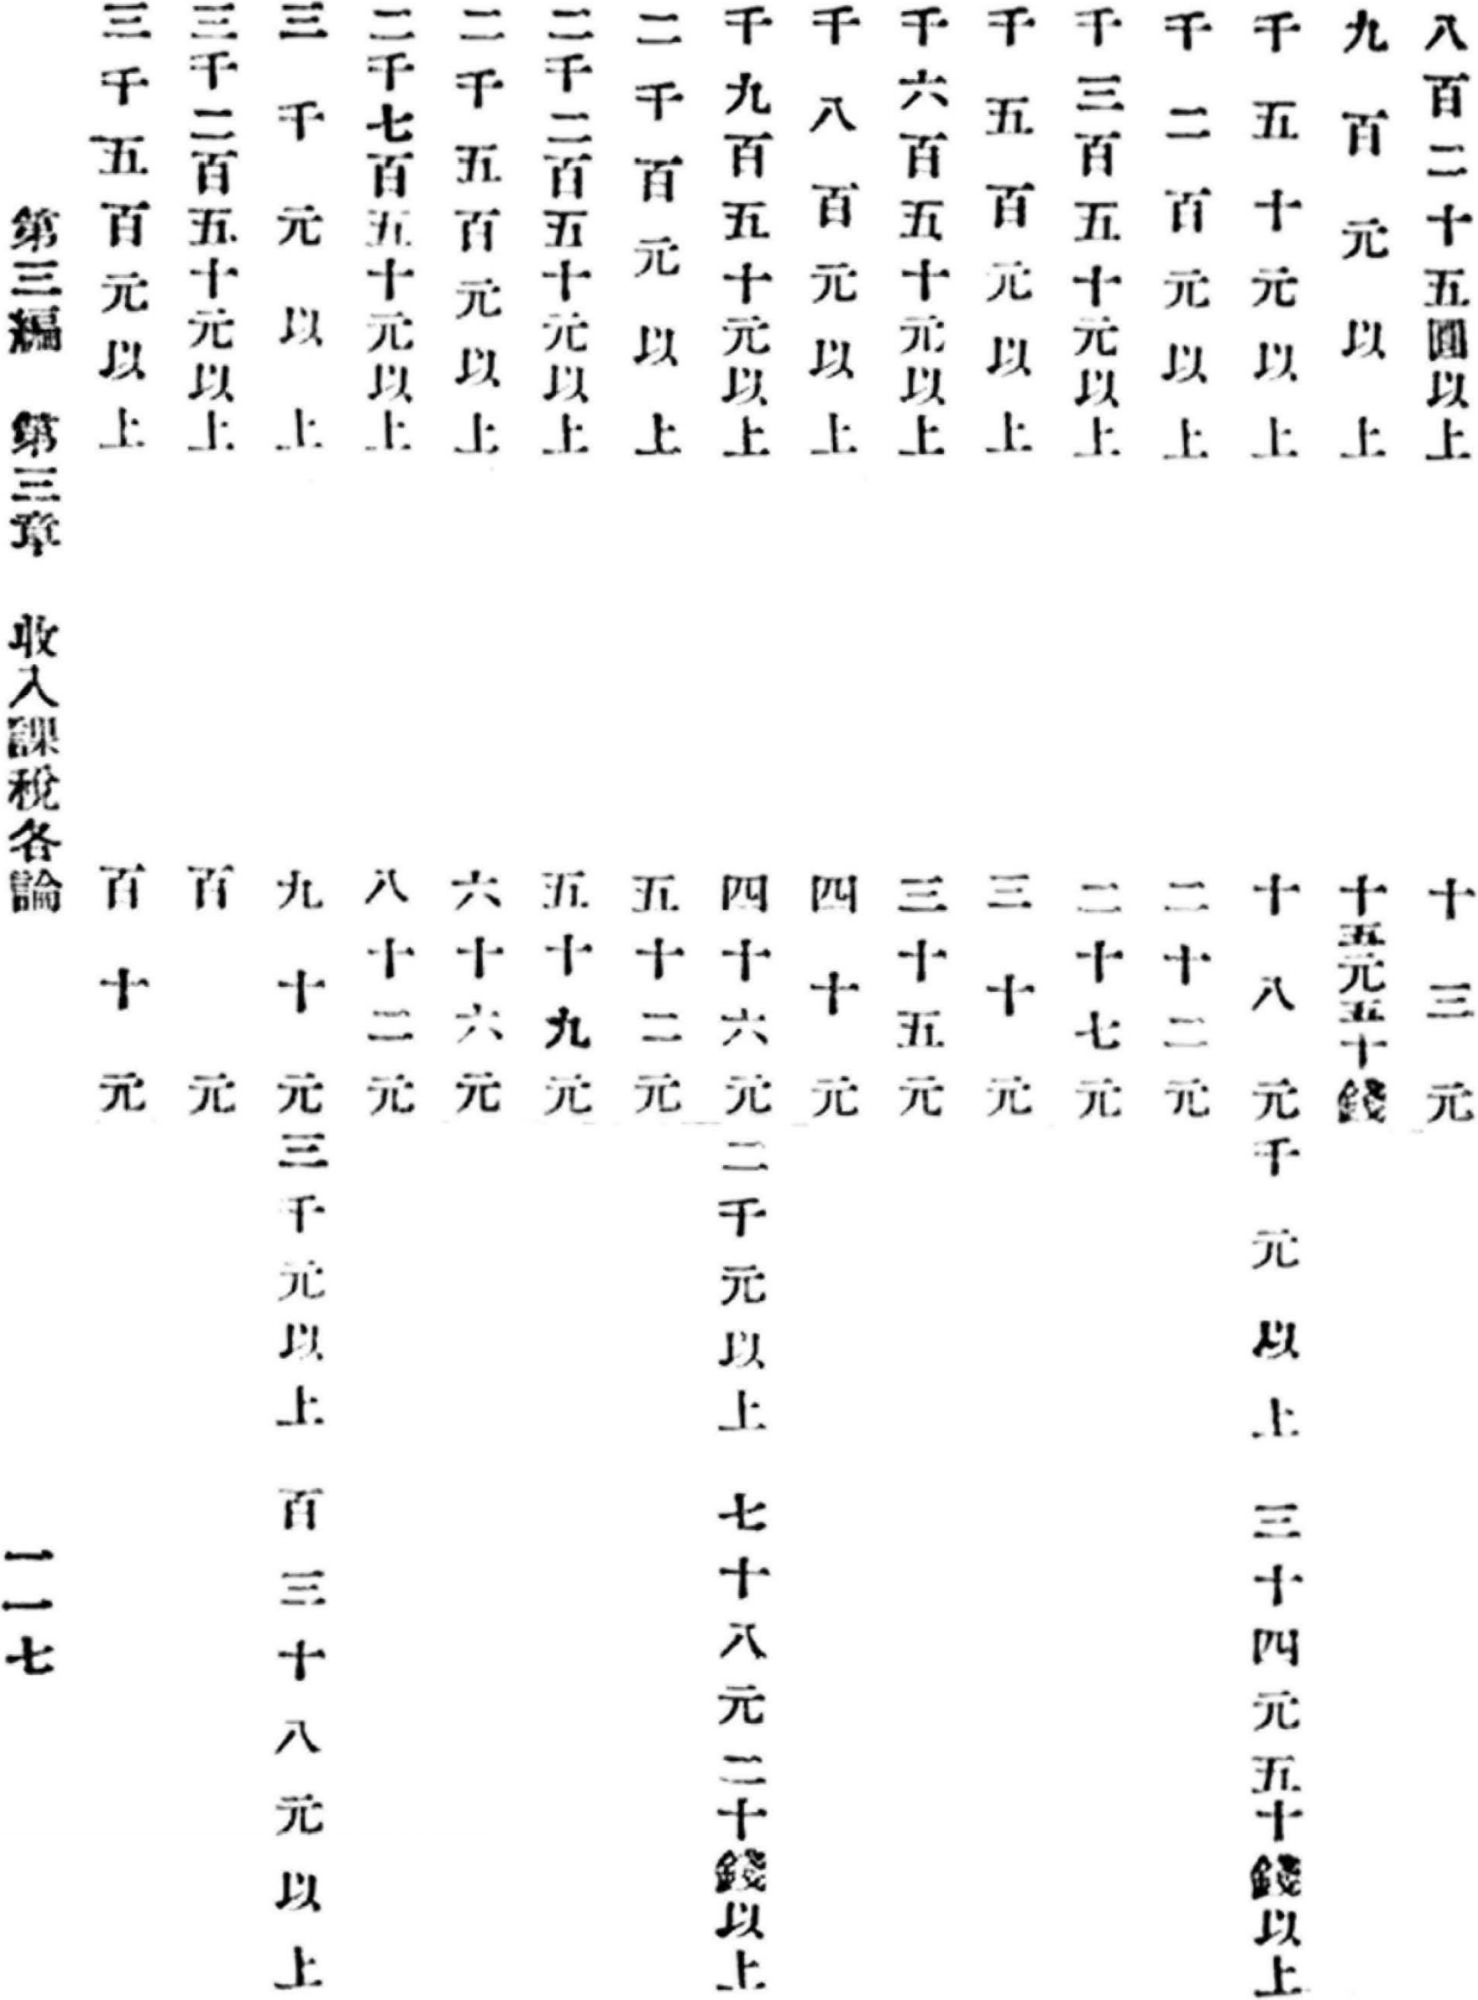 八百二十五圓以上　十三元
九百元以上　十五元五十錢
千五十元以上　十八元　千元以上　三十四元五十錢以上
千二百元以上　二十二元
千三百五十元以上　二十七元
千五百元以上　三十元
千六百五十元以上　三十五元
千八百元以上　四十元
千九百五十元以上　四十六元　二千元以上　七十八元二十錢以上
二千百元以上　五十二元
二千二百五十元以上　五十九元
二千五百元以上　六十六元
二千七百五十元以上　八十二元
三千元以上　九十元　三千元以上　百三十八元以上
三千二百五十元以上　百元
三千五百元以上　百十元
第三編　第三章　收入課稅各論　一一七